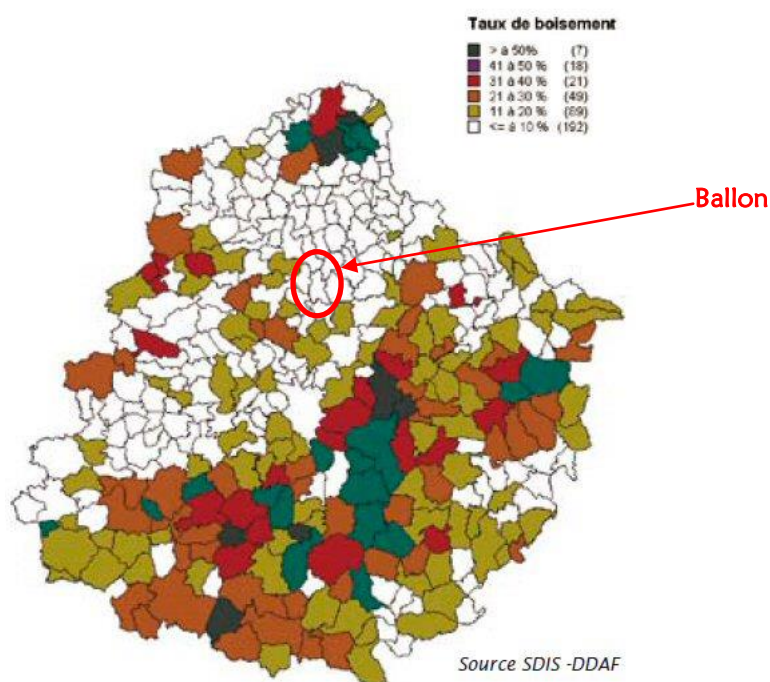 Taux de boisement
> à 50% (7)
41 à 50 % (18)
31 à 40 % (21)
21 à 30 % (49)
11 à 20 % (89)
<= à 10 % (192)
Ballon
Source SDIS -DDAF